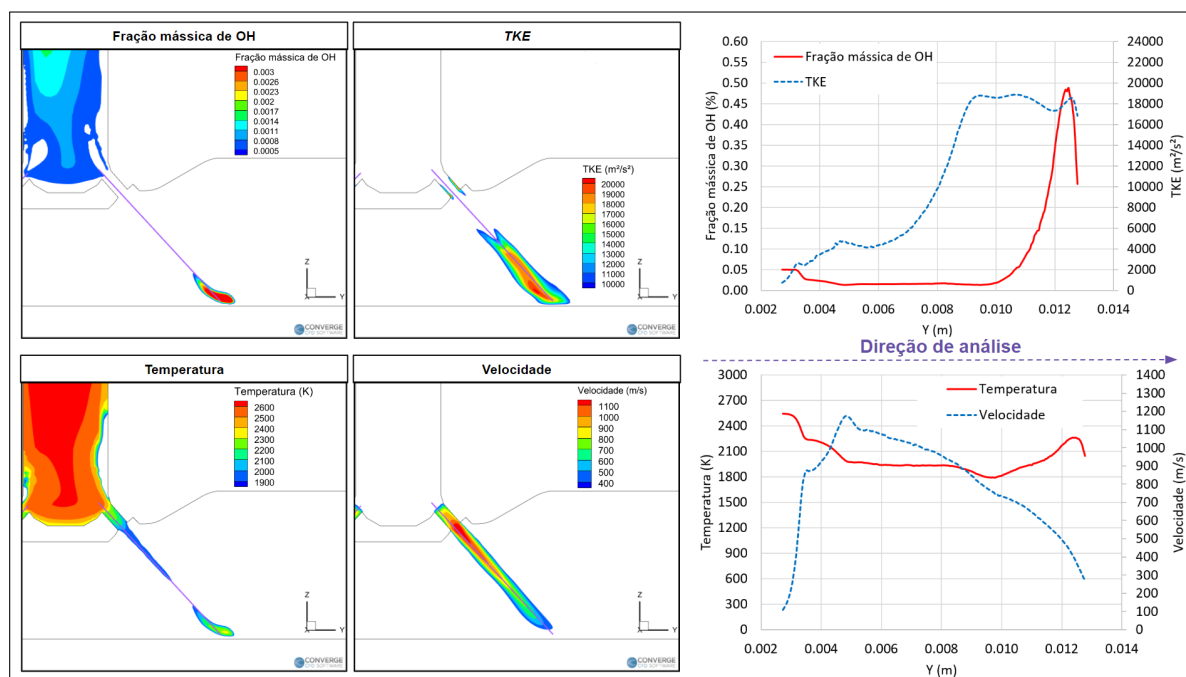 Fração mássica de OH
TKE
Fração mássica de OH
0.003
0.0026
0.0023
0.002
0.0017
0.0014
0.0011
0.0008
0.0005
Z
X
Y
CONVERGE
CFD SOFTWARE
TKE (m²/s²)
20000
19000
18000
17000
16000
15000
14000
13000
12000
11000
10000
Z
X
Y
CONVERGE
CFD SOFTWARE
Temperatura
Velocidade
Temperatura (K)
2600
2500
2400
2300
2200
2100
2000
1900
Z
X
Y
CONVERGE
CFD SOFTWARE
Velocidade (m/s)
1100
1000
900
800
700
600
500
400
Z
X
Y
CONVERGE
CFD SOFTWARE
Fração mássica de OH (%)
0.60
0.55
0.50
0.45
0.40
0.35
0.30
0.25
0.20
0.15
0.10
0.05
0.00
Fração mássica de OH
TKE
24000
22000
20000
18000
16000
14000
12000
10000
8000
6000
4000
2000
0
TKE (m²/s²)
0.002 0.004 0.006 0.008 0.010 0.012 0.014
Y (m)
Direção de análise
Temperatura (K)
3000
2700
2400
2100
1800
1500
1200
900
600
300
0
Temperatura
Velocidade
1400
1300
1200
1100
1000
900
800
700
600
500
400
300
200
100
0
Velocidade (m/s)
0.002 0.004 0.006 0.008 0.010 0.012 0.014
Y (m)